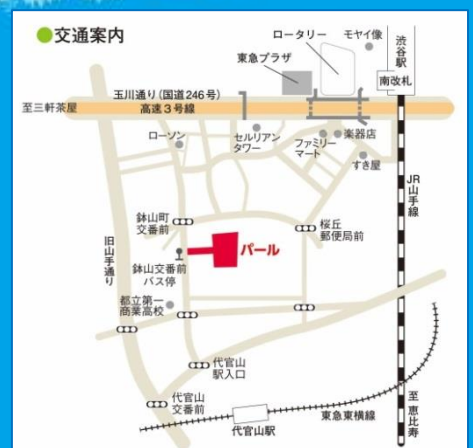 ●交通案内
ロータリー
モヤイ像
渋谷駅
東急プラザ
南改札
玉川通り(国道246号)
至三軒茶屋
高速3号線
ローソン
セルリアン
タワー
ファミリー
マート
楽器店
すき屋
JR山手線
鉢山町
交番前
桜丘
郵便局前
パール
旧山手通り
鉢山交番前
バス停
都立第一
商業高校
代官山
駅入口
代官山
交番前
東急東横線
代官山駅
至恵比寿